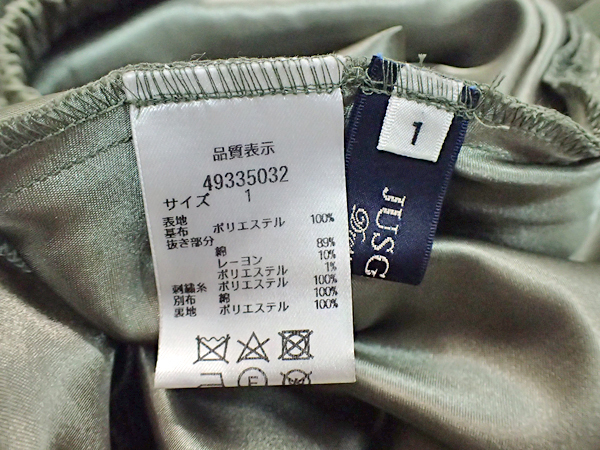 品質表示
49335032
サイズ 1
表地
基布 ポリエステル 100%
抜き部分
綿 89%
レーヨン 10%
ポリエステル 1%
刺繍糸 ポリエステル 100%
別布 綿 100%
裏地 ポリエステル 100%
1
JUSG